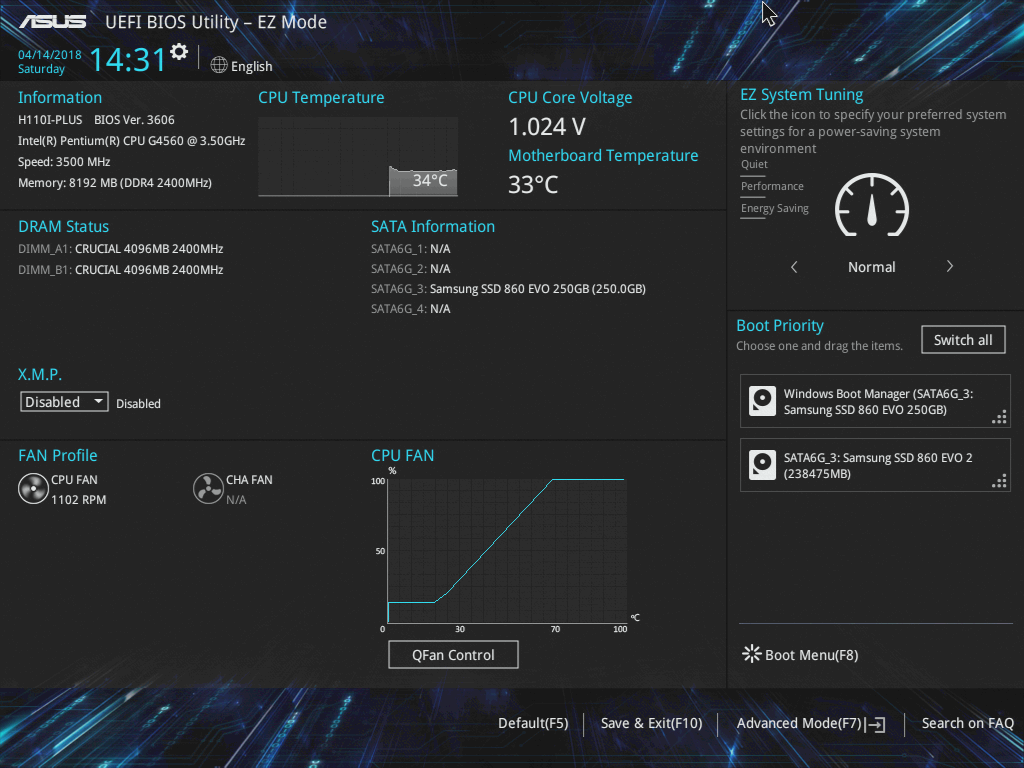 ASUS UEFI BIOS Utility – EZ Mode
04/14/2018
Saturday
14:31
English
Information
H110I-PLUS BIOS Ver. 3606
Intel(R) Pentium(R) CPU G4560 @ 3.50GHz
Speed: 3500 MHz
Memory: 8192 MB (DDR4 2400MHz)
CPU Temperature
34°C
CPU Core Voltage
1.024 V
Motherboard Temperature
33°C
EZ System Tuning
Click the icon to specify your preferred system
settings for a power-saving system
environment
Quiet
Performance
Energy Saving
Normal
DRAM Status
DIMM_A1: CRUCIAL 4096MB 2400MHz
DIMM_B1: CRUCIAL 4096MB 2400MHz
SATA Information
SATA6G_1: N/A
SATA6G_2: N/A
SATA6G_3: Samsung SSD 860 EVO 250GB (250.0GB)
SATA6G_4: N/A
X.M.P.
Disabled Disabled
Boot Priority
Choose one and drag the items.
Switch all
Windows Boot Manager (SATA6G_3:
Samsung SSD 860 EVO 250GB)
SATA6G_3: Samsung SSD 860 EVO 2
(238475MB)
FAN Profile
CPU FAN
1102 RPM
CHA FAN
N/A
CPU FAN
%
100
50
°C
0 30 70 100
QFan Control
Boot Menu(F8)
Default(F5) Save & Exit(F10) Advanced Mode(F7) Search on FAQ